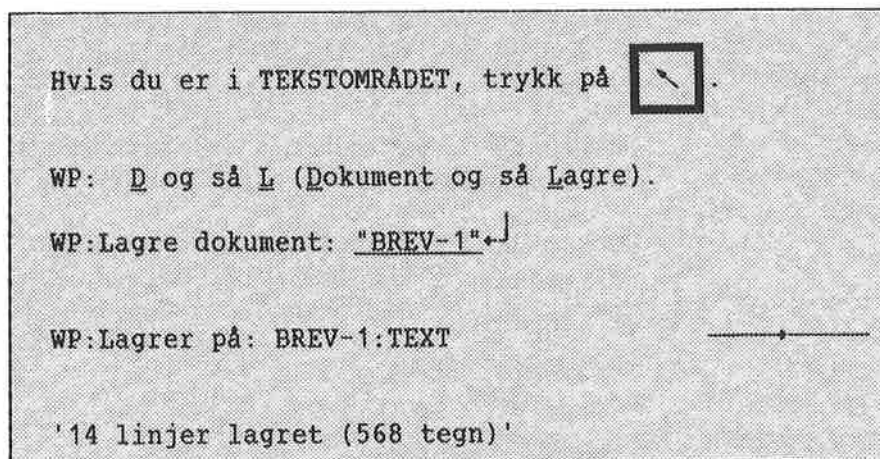 Hvis du er i TEKSTOMRÅDET, trykk på .
WP: D og så L (Dokument og så Lagre).
WP:Lagre dokument: "BREV-1"
WP:Lagrer på: BREV-1:TEXT
'14 linjer lagret (568 tegn)'